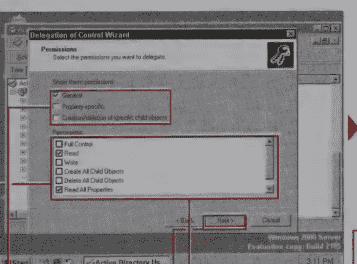 Delegation of Control Wizard
Permissions
Select the permissions you want to delegate.
Show these permissions:
General
Property-specific
Creation/deletion of specific child objects
Permissions:
Full Control
Read
Write
Create All Child Objects
Delete All Child Objects
Read All Properties
< Back
Next >
Cancel
Windows 2000 Server
Evaluation copy. Build 2195
Start
Active Directory Us...
3:11 PM